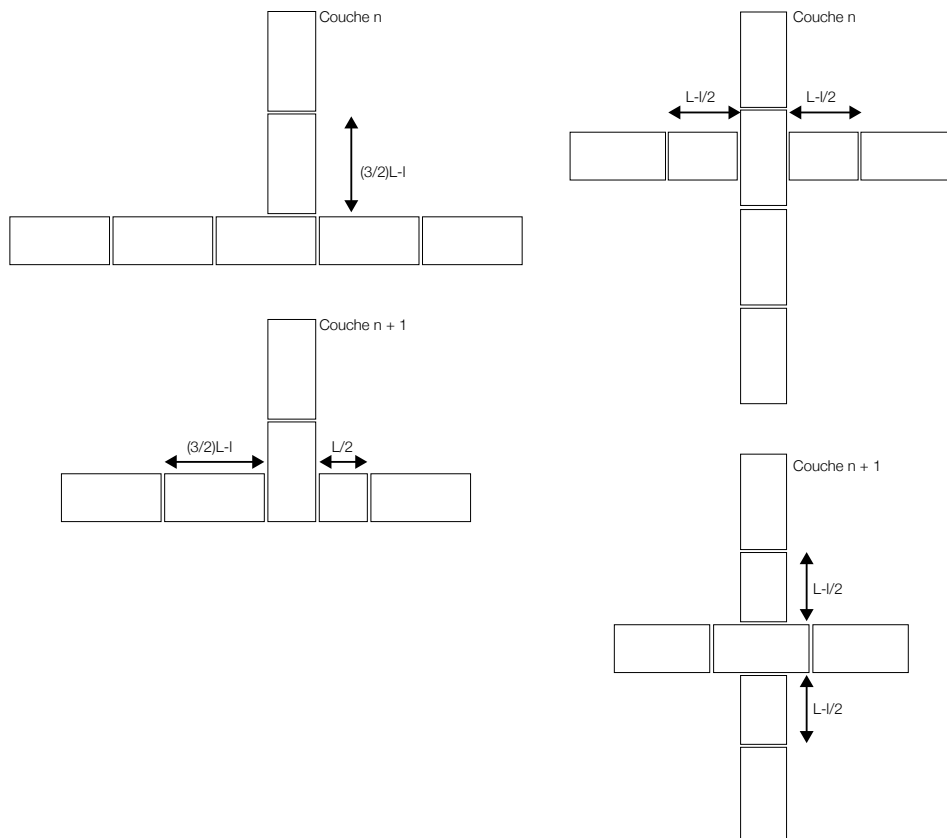 Couche n
(3/2)L-l
Couche n + 1
(3/2)L-l
L/2
Couche n
L-l/2
L-l/2
Couche n + 1
L-l/2
L-l/2